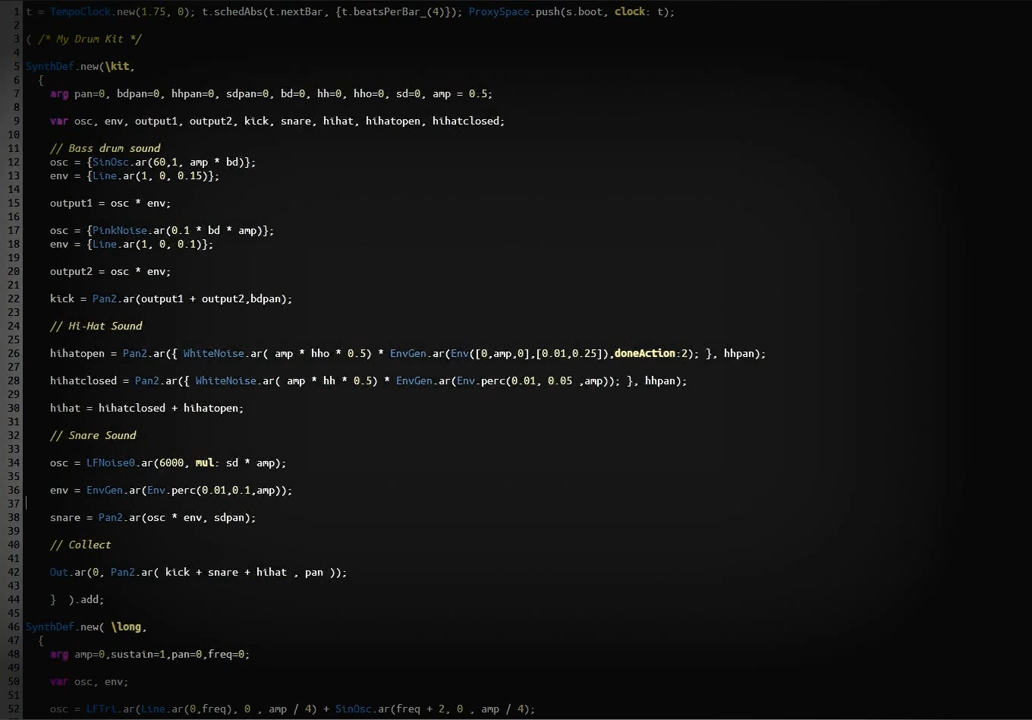 1 t = TempoClock.new(1.75, 0); t.schedAbs(t.nextBar, {t.beatsPerBar_(4)}); ProxySpace.push(s.boot, clock: t);
2
3 ( /* My Drum Kit */
4
5 SynthDef.new(\kit,
6 {
7 arg pan=0, bdpan=0, hhpan=0, sdpan=0, bd=0, hh=0, hho=0, sd=0, amp = 0.5;
8
9 var osc, env, output1, output2, kick, snare, hihat, hihatopen, hihatclosed;
10
11 // Bass drum sound
12 osc = {SinOsc.ar(60,1, amp * bd)};
13 env = {Line.ar(1, 0, 0.15)};
14
15 output1 = osc * env;
16
17 osc = {PinkNoise.ar(0.1 * bd * amp)};
18 env = {Line.ar(1, 0, 0.1)};
19
20 output2 = osc * env;
21
22 kick = Pan2.ar(output1 + output2,bdpan);
23
24 // Hi-Hat Sound
25
26 hihatopen = Pan2.ar({ WhiteNoise.ar( amp * hho * 0.5) * EnvGen.ar(Env([0,amp,0],[0.01,0.25]),doneAction:2); }, hhpan);
27
28 hihatclosed = Pan2.ar({ WhiteNoise.ar( amp * hh * 0.5) * EnvGen.ar(Env.perc(0.01, 0.05 ,amp)); }, hhpan);
29
30 hihat = hihatclosed + hihatopen;
31
32 // Snare Sound
33
34 osc = LFNoise0.ar(6000, mul: sd * amp);
35
36 env = EnvGen.ar(Env.perc(0.01,0.1,amp));
37
38 snare = Pan2.ar(osc * env, sdpan);
39
40 // Collect
41
42 Out.ar(0, Pan2.ar( kick + snare + hihat , pan ));
43
44 } ).add;
45
46 SynthDef.new( \long,
47 {
48 arg amp=0,sustain=1,pan=0,freq=0;
49
50 var osc, env;
51
52 osc = LFTri.ar(Line.ar(0,freq), 0 , amp / 4) + SinOsc.ar(freq + 2, 0 , amp / 4);